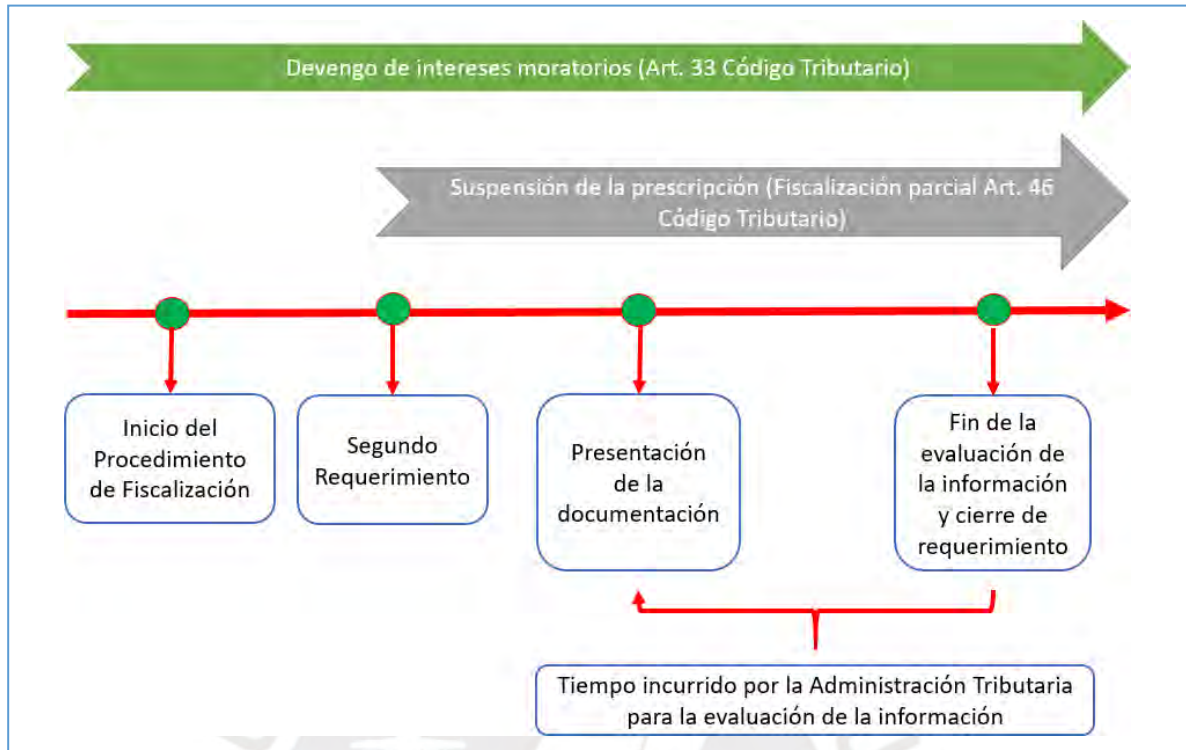 Devengo de intereses moratorios (Art. 33 Código Tributario)
Suspensión de la prescripción (Fiscalización parcial Art. 46
Código Tributario)
Inicio del
Procedimiento
de Fiscalización
Segundo
Requerimiento
Presentación
de la
documentación
Fin de la
evaluación de
la información
y cierre de
requerimiento
Tiempo incurrido por la Administración Tributaria
para la evaluación de la información